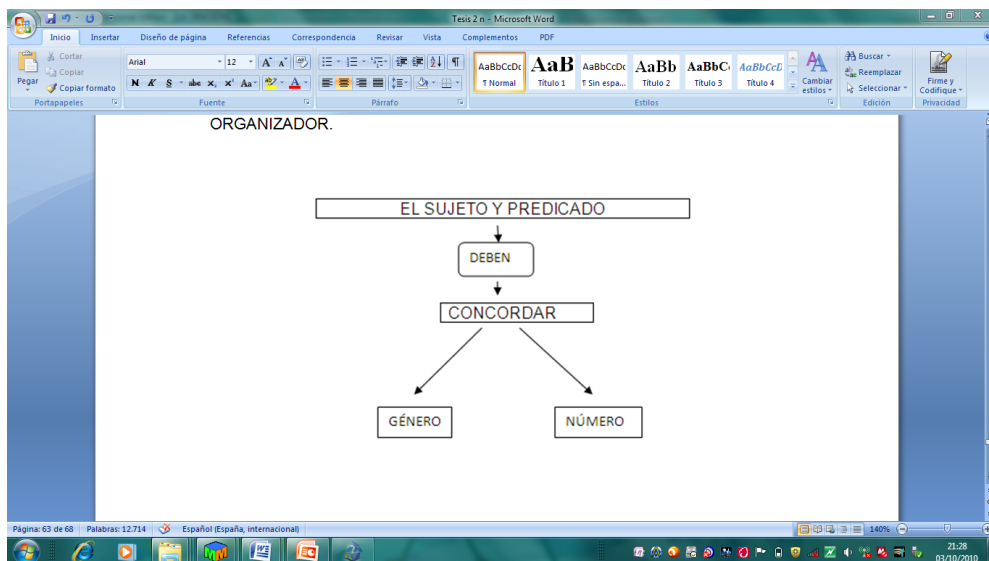 Tesis 2 n - Microsoft Word
Inicio Insertar Diseño de página Referencias Correspondencia Revisar Vista Complementos PDF
Pegar
Cortar
Copiar
Copiar formato
Portapapeles
Arial 12
N K S abc x, x² Aa
Fuente
Párrafo
AaBbCcDc AaB AaBbCcDc AaBb AaBbC AaBbCcD
¶ Normal Título 1 ¶ Sin espa... Título 2 Título 3 Título 4
Cambiar estilos
Estilos
Buscar
Reemplazar
Seleccionar
Edición
Firme y
Codifique
Privacidad
ORGANIZADOR.
EL SUJETO Y PREDICADO
DEBEN
CONCORDAR
GÉNERO NÚMERO
Página: 63 de 68 Palabras: 12.714 Español (España, internacional) 140%
21:28
03/10/2010